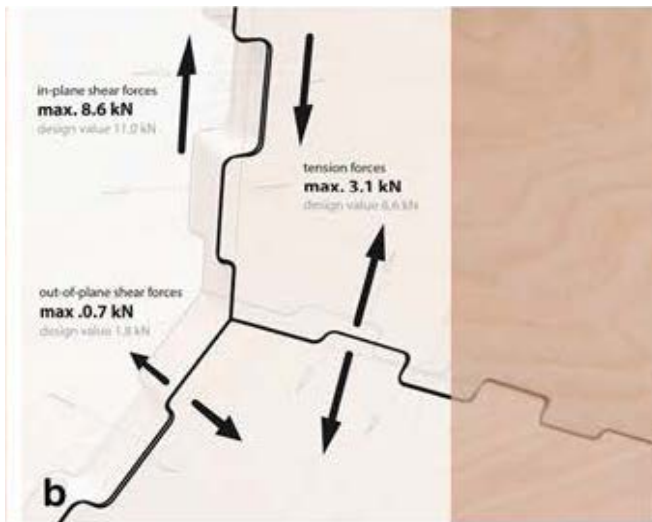 in-plane shear forces
max. 8.6 kN
design value 11.0 kN
tension forces
max. 3.1 kN
design value 6.6 kN
out-of-plane shear forces
max .0.7 kN
design value 1.8 kN
b